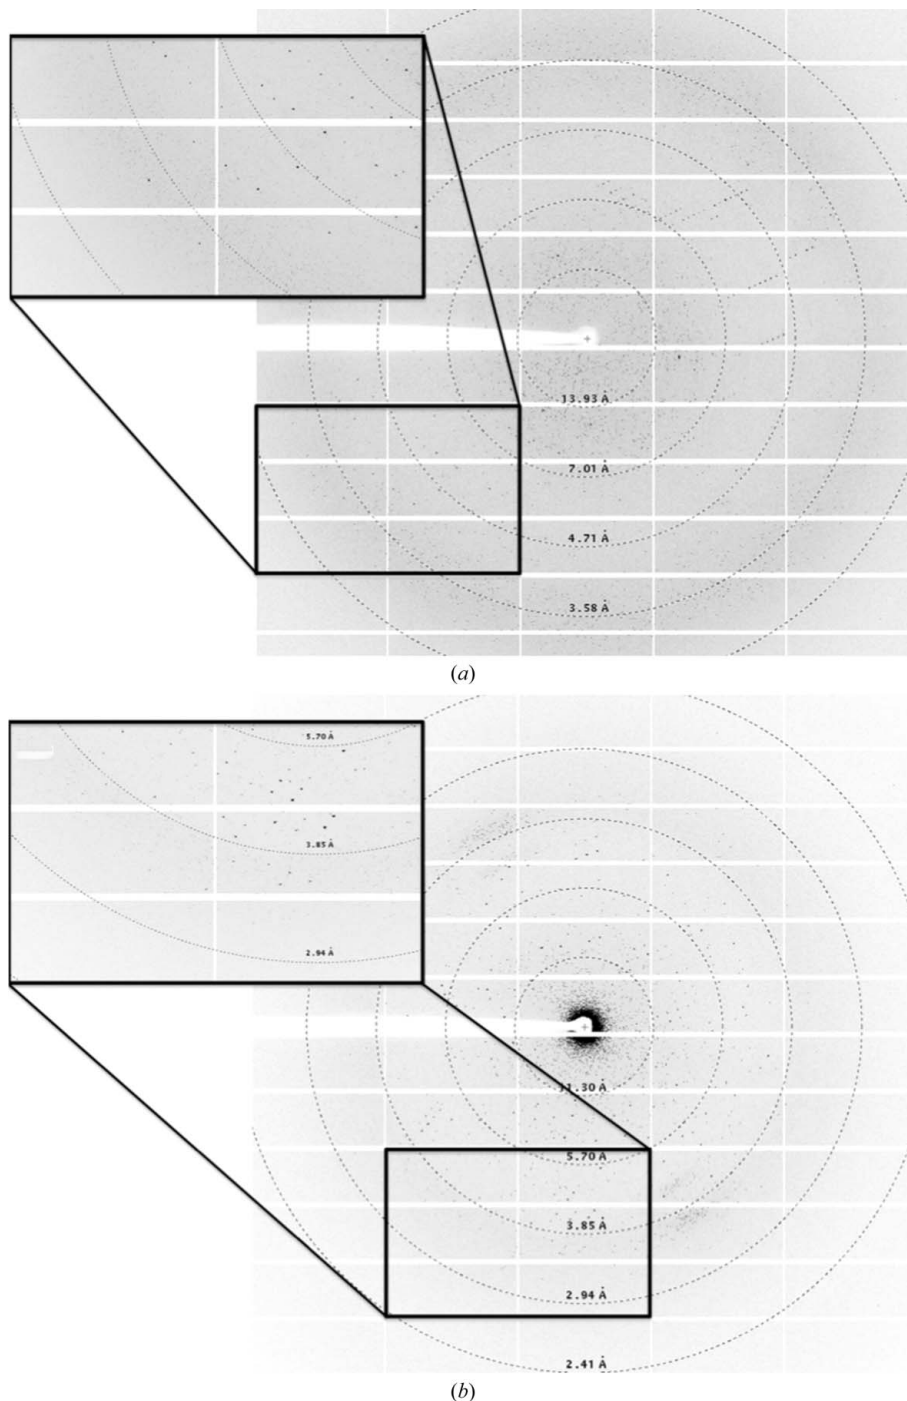 13.93 Å
7.01 Å
4.71 Å
3.58 Å
(a)
5.70 Å
3.85 Å
2.94 Å
11.30 Å
5.70 Å
3.85 Å
2.94 Å
2.41 Å
(b)